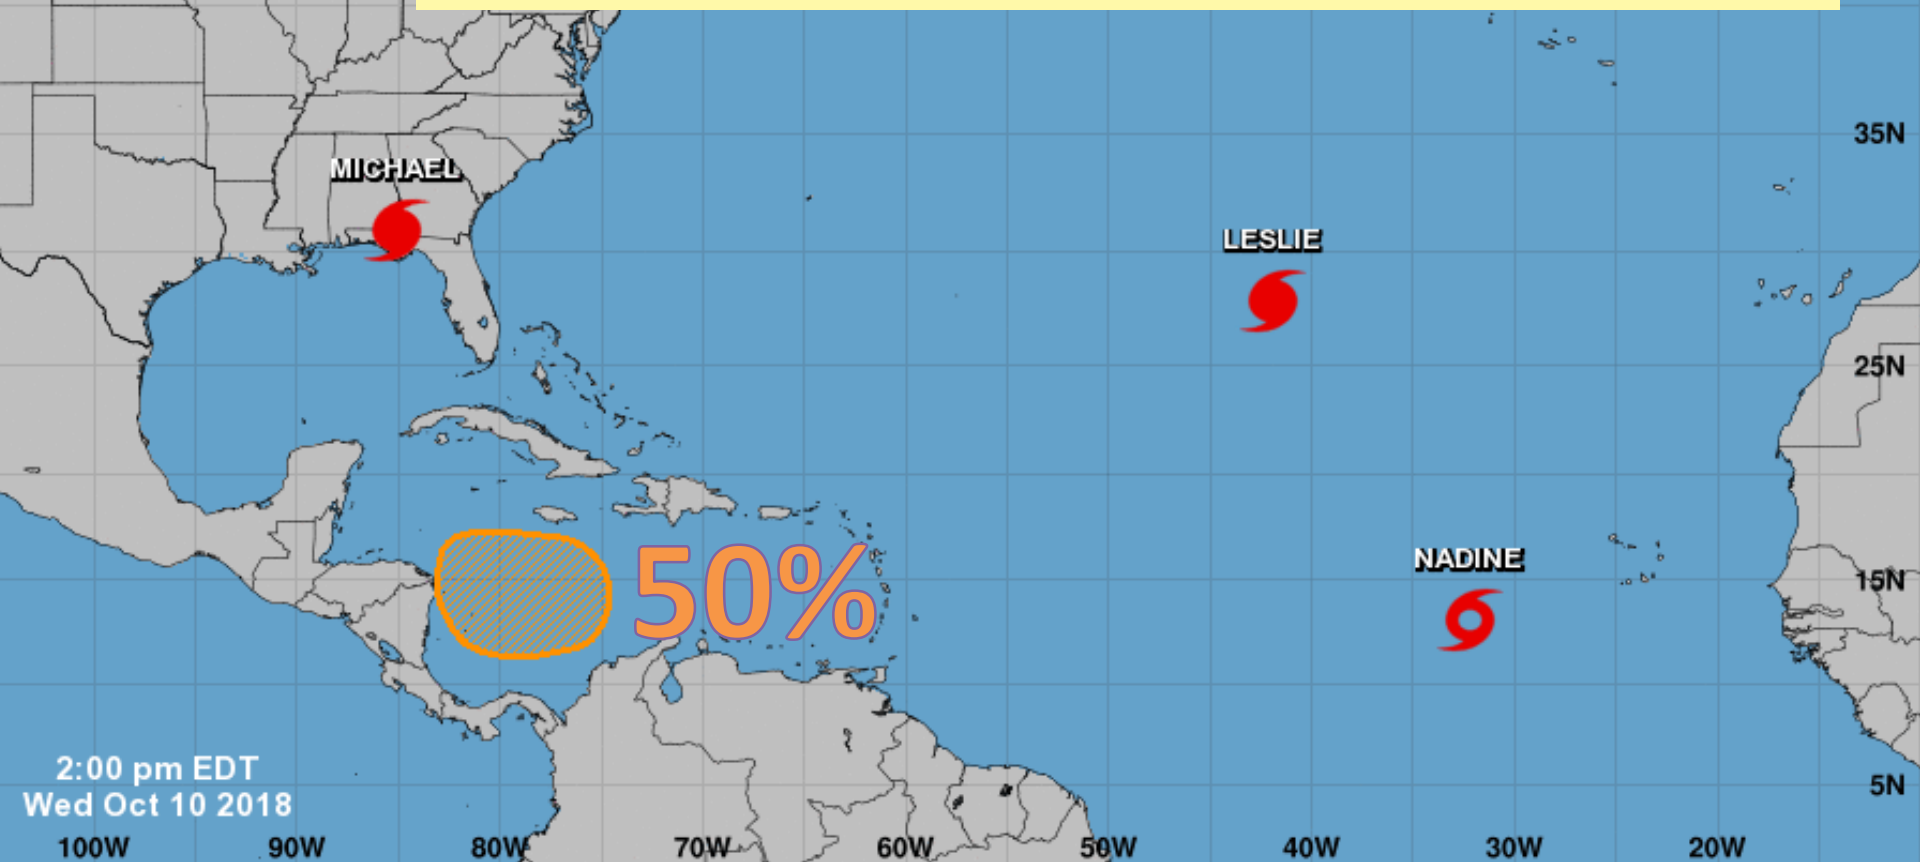 35N
MICHAEL
LESLIE
25N
50%
NADINE
15N
2:00 pm EDT
Wed Oct 10 2018
5N
100W 90W 80W 70W 60W 50W 40W 30W 20W